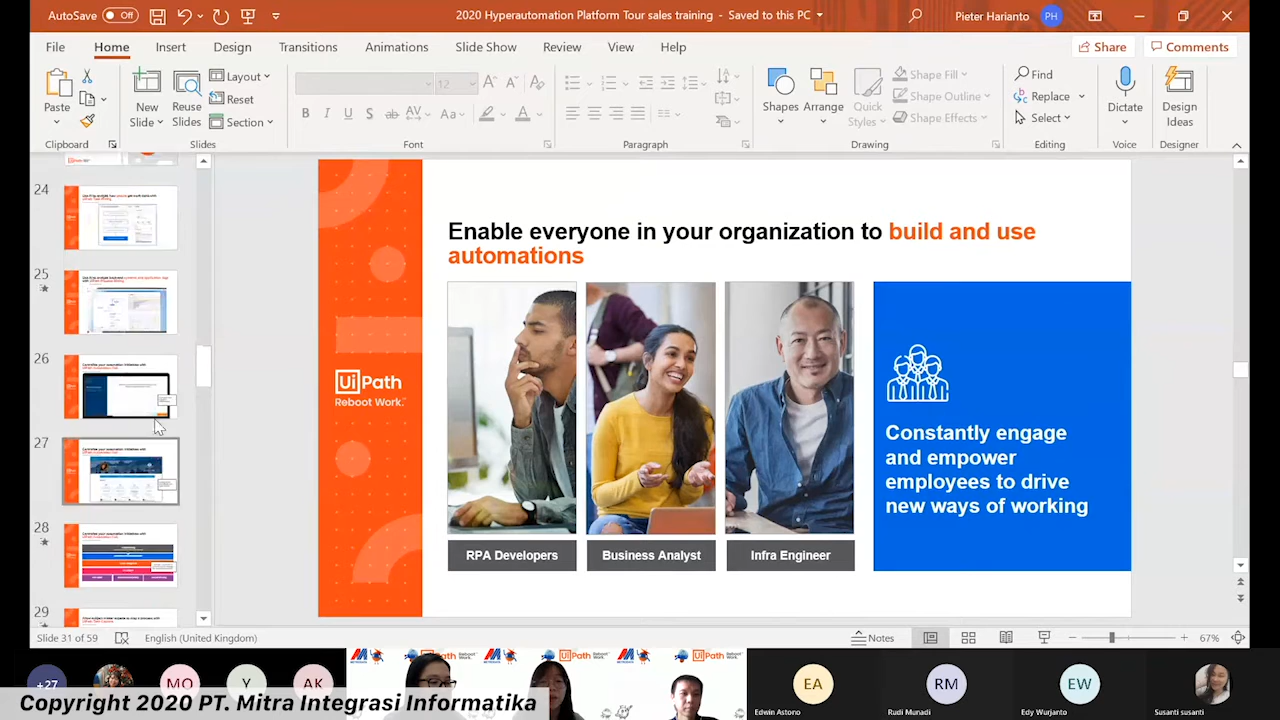 AutoSave Off
2020 Hyperautomation Platform Tour sales training - Saved to this PC
Pieter Harianto PH
File Home Insert Design Transitions Animations Slide Show Review View Help
Share Comments
Paste
New Slide
Reuse Slides
Layout
Reset
Section
12
Shapes
Arrange
Quick Styles
Shape Fill
Shape Outline
Shape Effects
Find
Replace
Select
Dictate
Design Ideas
Clipboard Slides Font Paragraph Drawing Editing Voice Designer
24
25
26
27
28
29
Enable everyone in your organization to build and use
automations
UiPath
Reboot Work.
RPA Developers
Business Analyst
Infra Engineer
Constantly engage
and empower
employees to drive
new ways of working
Slide 31 of 59 English (United Kingdom) Notes 67%
+27 MO Y AK
EA RM EW
Edwin Astono Rudi Munadi Edy Wurjanto Susanti susanti
Copyright 2020 PT. Mitra Integrasi Informatika